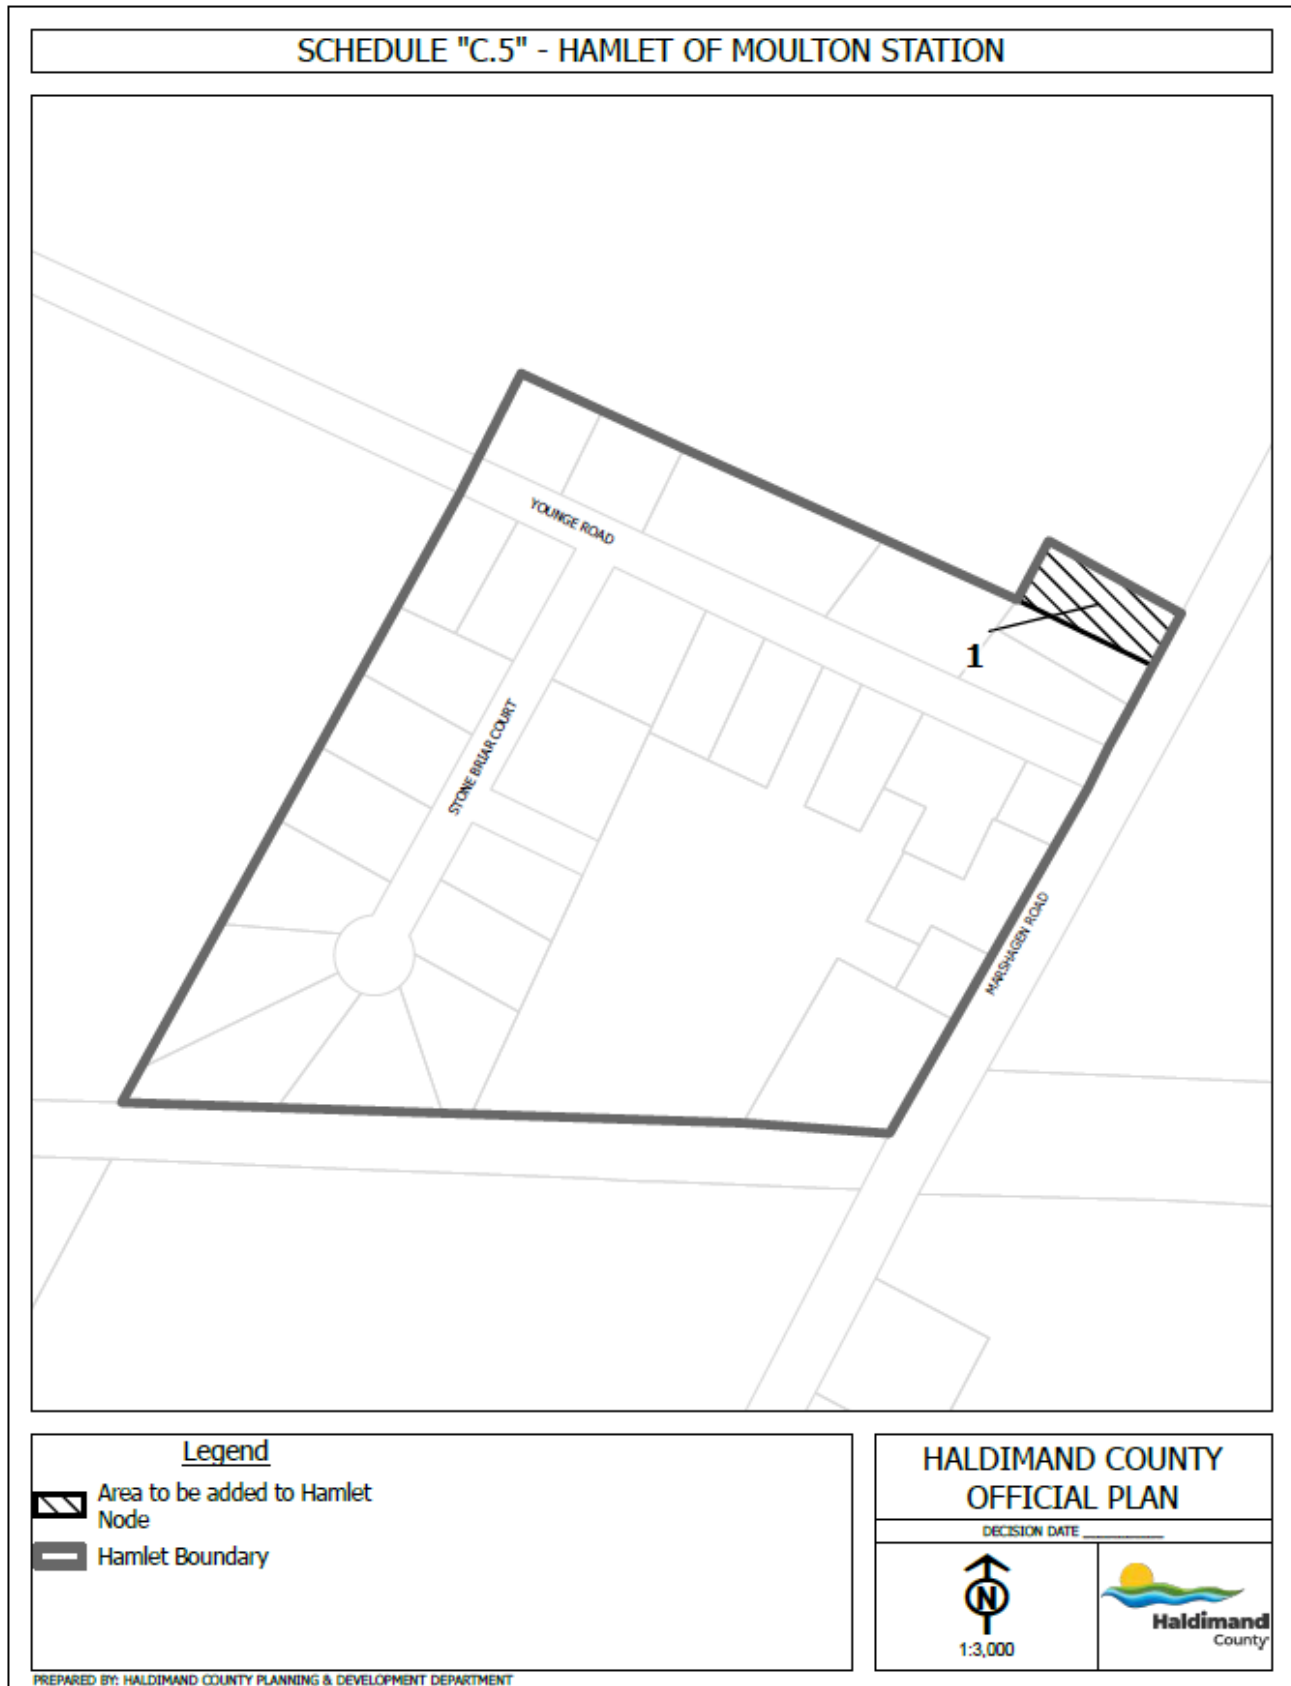 SCHEDULE "C.5" - HAMLET OF MOULTON STATION
YOUNGE ROAD
1
STONE BRIAR COURT
MARSHAGEN ROAD
Legend
Area to be added to Hamlet
Node
Hamlet Boundary
HALDIMAND COUNTY
OFFICIAL PLAN
DECISION DATE __________
N
1:3,000
Haldimand
County
PREPARED BY: HALDIMAND COUNTY PLANNING & DEVELOPMENT DEPARTMENT